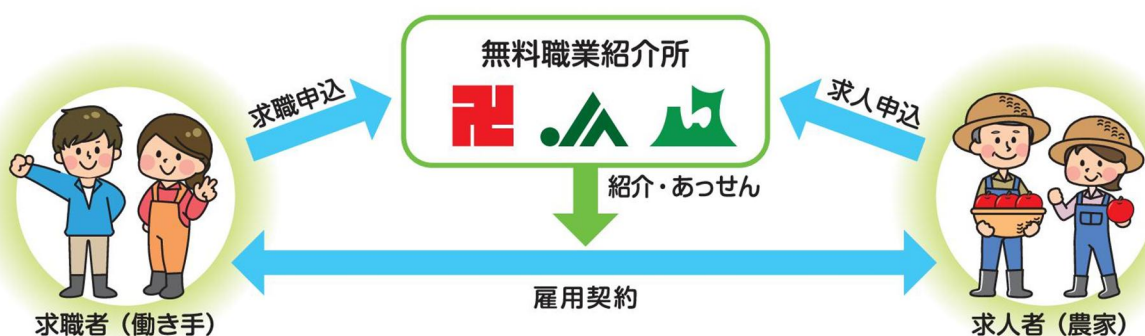 無料職業紹介所
JA
求職申込
求人申込
紹介・あっせん
雇用契約
求職者(働き手)
求人者(農家)